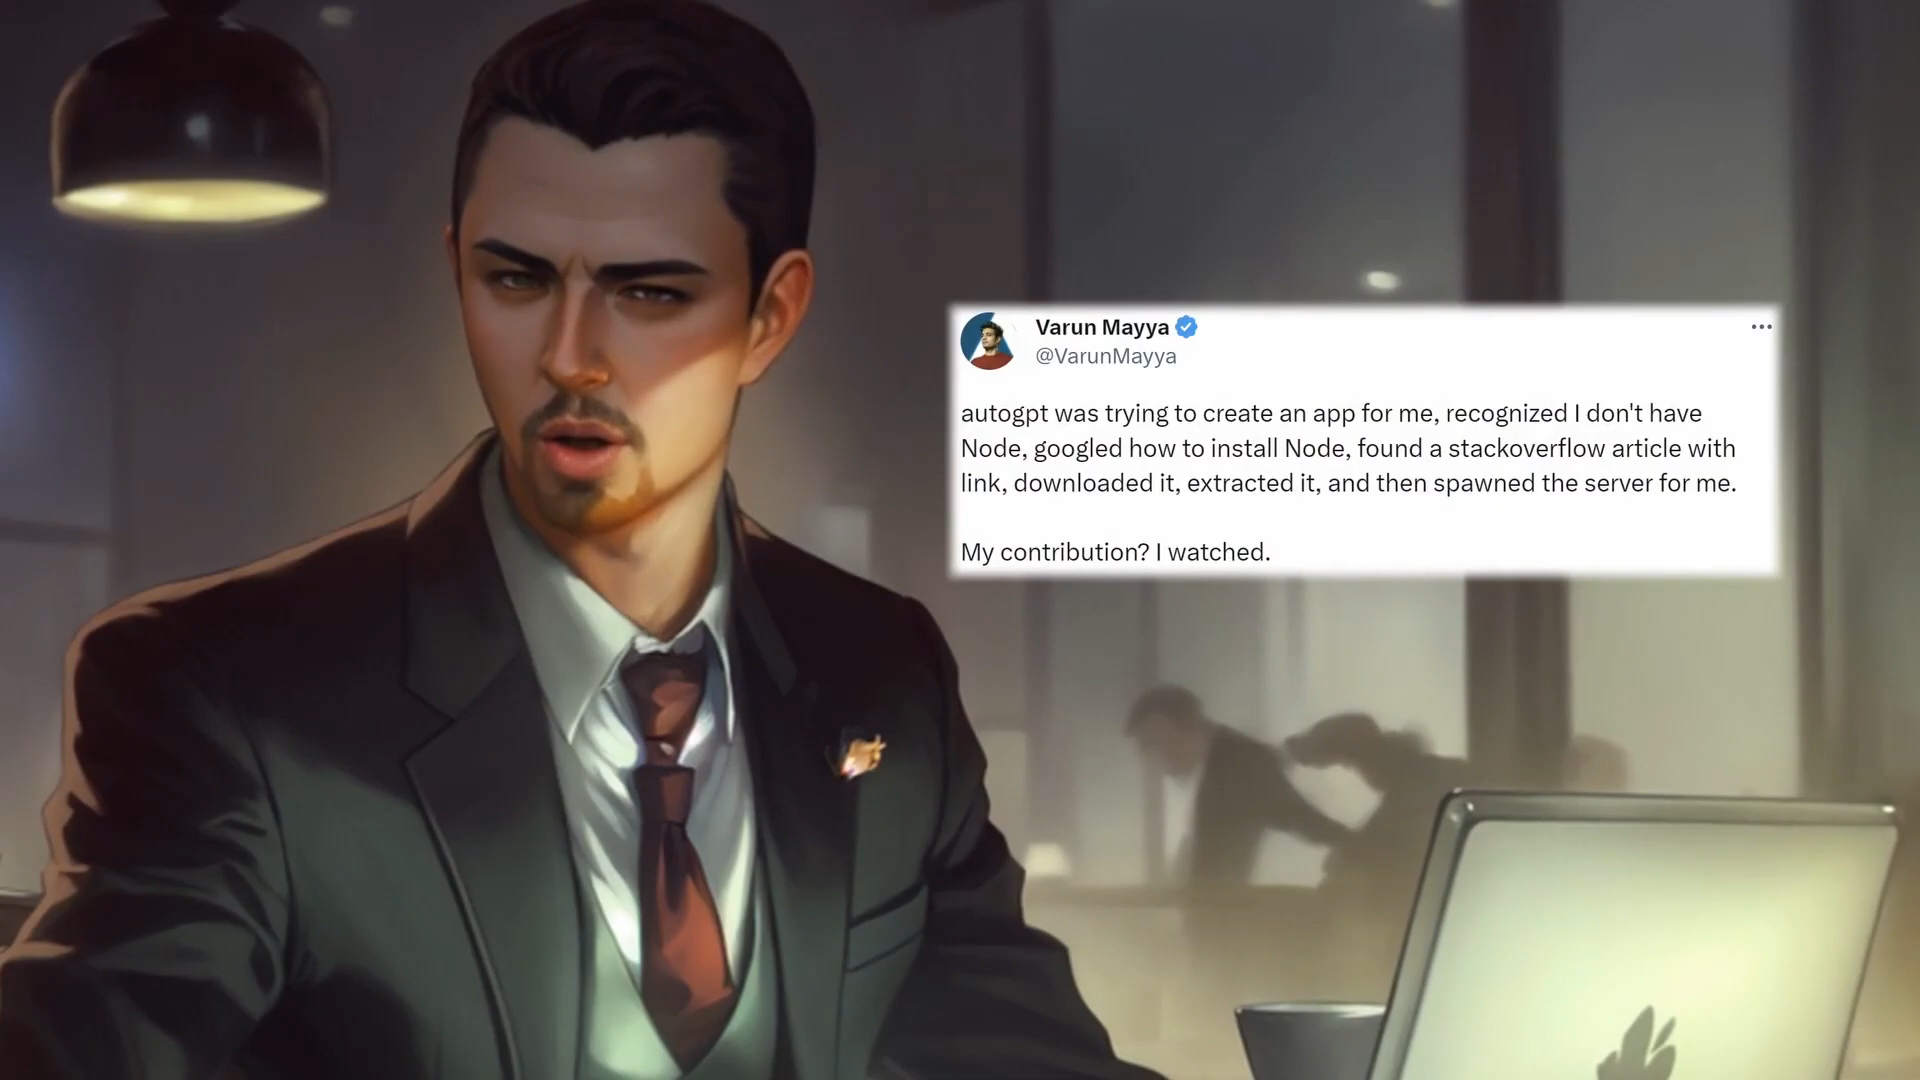 Varun Mayya
@VarunMayya
autogpt was trying to create an app for me, recognized I don't have
Node, googled how to install Node, found a stackoverflow article with
link, downloaded it, extracted it, and then spawned the server for me.
My contribution? I watched.